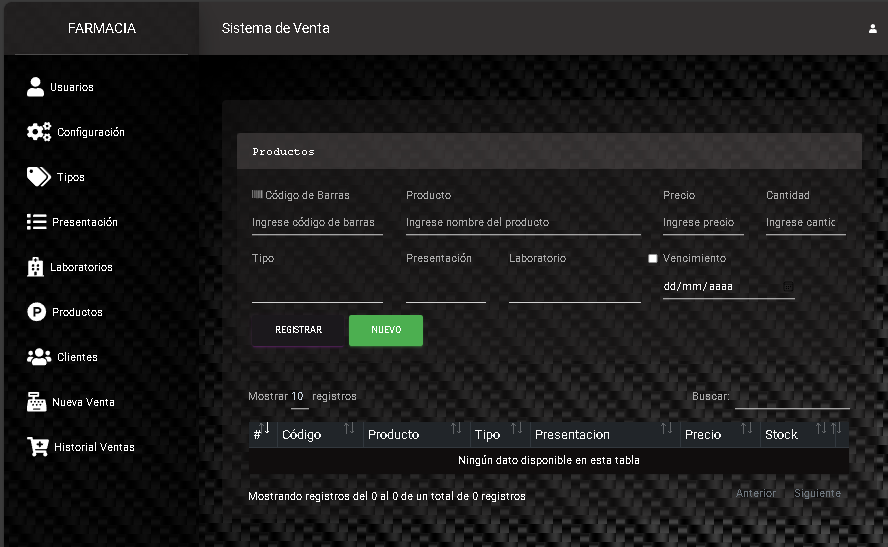 FARMACIA
Sistema de Venta
Usuarios
Configuración
Tipos
Presentación
Laboratorios
P Productos
Clientes
Nueva Venta
Historial Ventas
Productos
Código de Barras Producto Precio Cantidad
Ingrese código de barras Ingrese nombre del producto Ingrese precio Ingrese cantic
Tipo Presentación Laboratorio Vencimiento
dd/mm/aaaa
REGISTRAR NUEVO
Mostrar 10 registros Buscar:
# Código Producto Tipo Presentacion Precio Stock
Ningún dato disponible en esta tabla
Mostrando registros del 0 al 0 de un total de 0 registros Anterior Siguiente